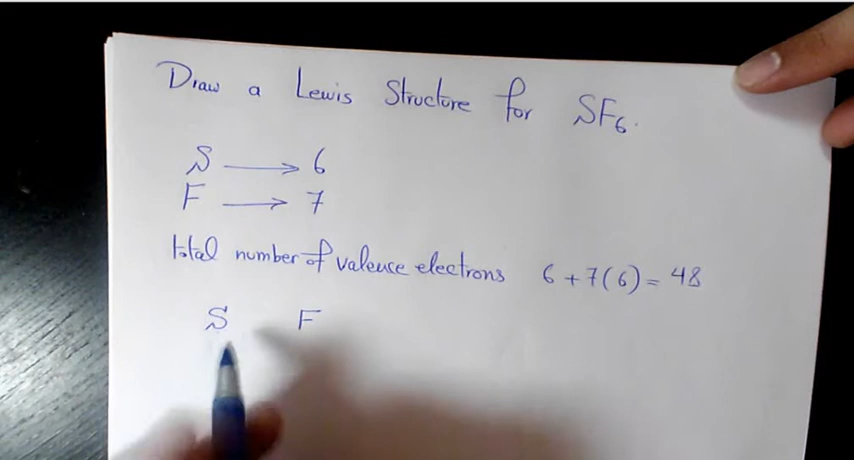 Draw a Lewis Structure for SF₆.
S → 6
F → 7
total number of valence electrons 6 + 7(6) = 48
S F